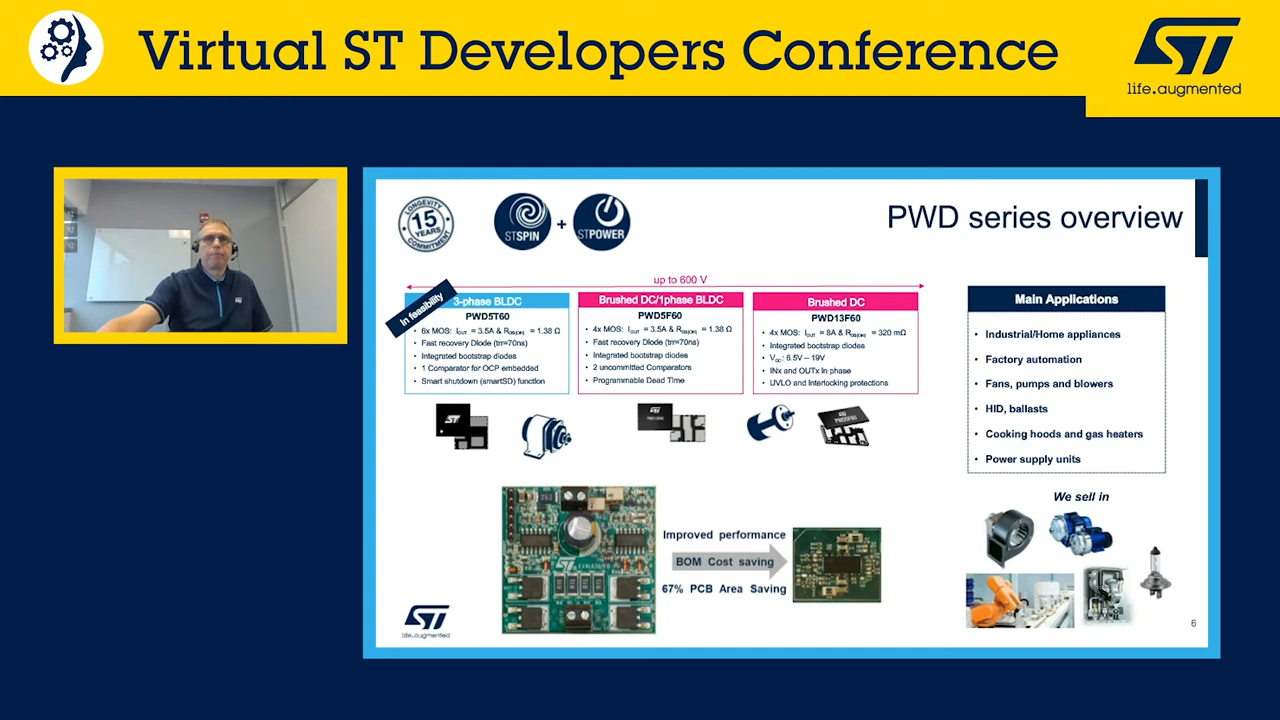 Virtual ST Developers Conference
ST
life.augmented
LONGEVITY
15
YEARS
COMMITMENT
STSPIN
+
STPOWER
PWD series overview
up to 600 V
In feasibility
3-phase BLDC
PWD5T60
• 6x MOS: IOUT = 3.5A & RDS(ON) = 1.38 Ω
• Fast recovery Diode (trr=70ns)
• Integrated bootstrap diodes
• 1 Comparator for OCP embedded
• Smart shutdown (smartSD) function
Brushed DC/1phase BLDC
PWD5F60
• 4x MOS: IOUT = 3.5A & RDS(ON) = 1.38 Ω
• Fast recovery Diode (trr=70ns)
• Integrated bootstrap diodes
• 2 uncommitted Comparators
• Programmable Dead Time
Brushed DC
PWD13F60
• 4x MOS: IOUT = 8A & RDS(ON) = 320 mΩ
• Integrated bootstrap diodes
• VCC: 6.5V – 19V
• INx and OUTx in phase
• UVLO and Interlocking protections
Main Applications
• Industrial/Home appliances
• Factory automation
• Fans, pumps and blowers
• HID, ballasts
• Cooking hoods and gas heaters
• Power supply units
We sell in
ST
Improved performance
BOM Cost saving
67% PCB Area Saving
ST
life.augmented
6